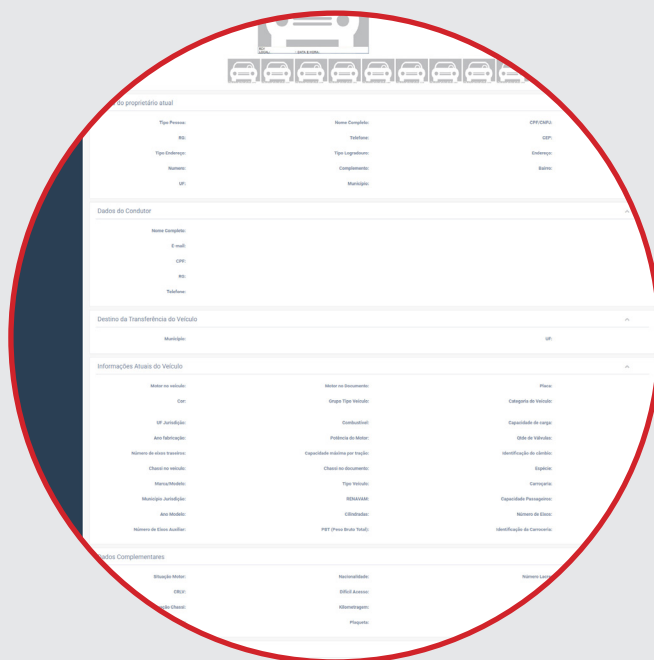 DATA & HORA:
do proprietário atual
Tipo Pessoa: Nome Completo: CPF/CNPJ:
RG: Telefone: CEP:
Tipo Endereço: Tipo Logradouro: Endereço:
Número: Complemento: Bairro:
UF: Município:
Dados do Condutor
Nome Completo:
E-mail:
CPF:
RG:
Telefone:
Destino da Transferência do Veículo
Município: UF:
Informações Atuais do Veículo
Motor no veículo: Motor no Documento: Placa:
Cor: Grupo Tipo Veículo: Categoria do Veículo:
UF Jurisdição: Combustível: Capacidade de carga:
Ano fabricação: Potência do Motor: Qtde de Válvulas:
Número do eixos traseiros: Capacidade máxima por tração: Identificação do câmbio:
Chassi no veículo: Chassi no documento: Espécie:
Marca/Modelo: Tipo Veículo: Carroçaria:
Município Jurisdição: RENAVAM: Capacidade Passageiros:
Ano Modelo: Cilindradas: Número de Eixos:
Número do Eixo Auxiliar: PBT (Peso Bruto Total): Identificação da Carroceria:
Dados Complementares
Situação Motor: Nacionalidade: Número Lacre
Difícil Acesso:
Chassi: Kilometragem:
Plaqueta: